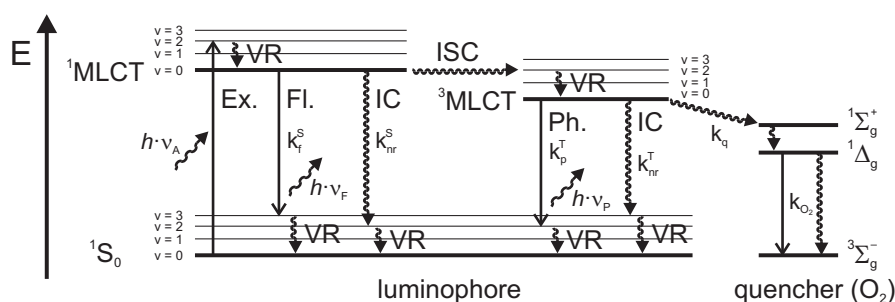 E
v = 3
v = 2
v = 1
v = 0
¹MLCT
VR
Ex.
Fl.
IC
ISC
h·ν_A
k_f^S
h·ν_F
k_nr^S
v = 3
v = 2
v = 1
v = 0
³MLCT
VR
Ph.
IC
k_p^T
h·ν_P
k_nr^T
k_q
¹Σ_g^+
¹Δ_g
k_O₂
³Σ_g^-
v = 3
v = 2
v = 1
v = 0
¹S₀
VR
VR
VR
VR
luminophore
quencher (O₂)